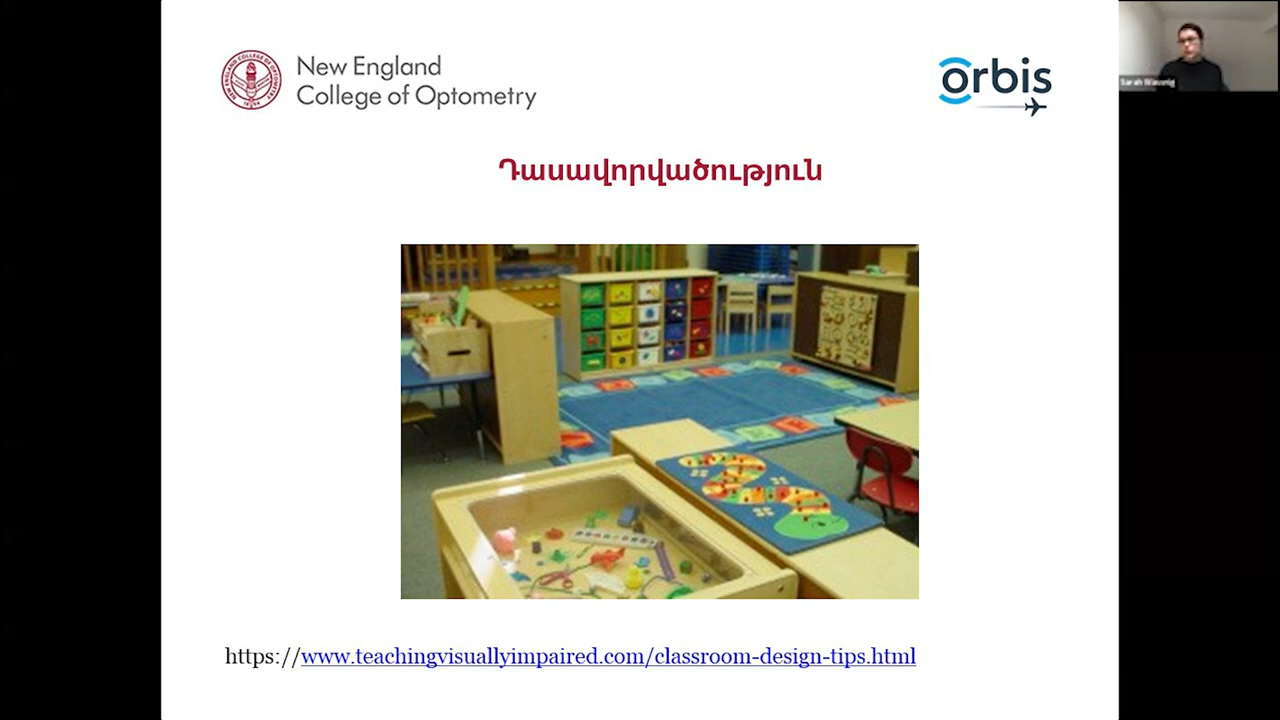 New England
College of Optometry
orbis
Դասավորվածություն
https://www.teachingvisuallyimpaired.com/classroom-design-tips.html